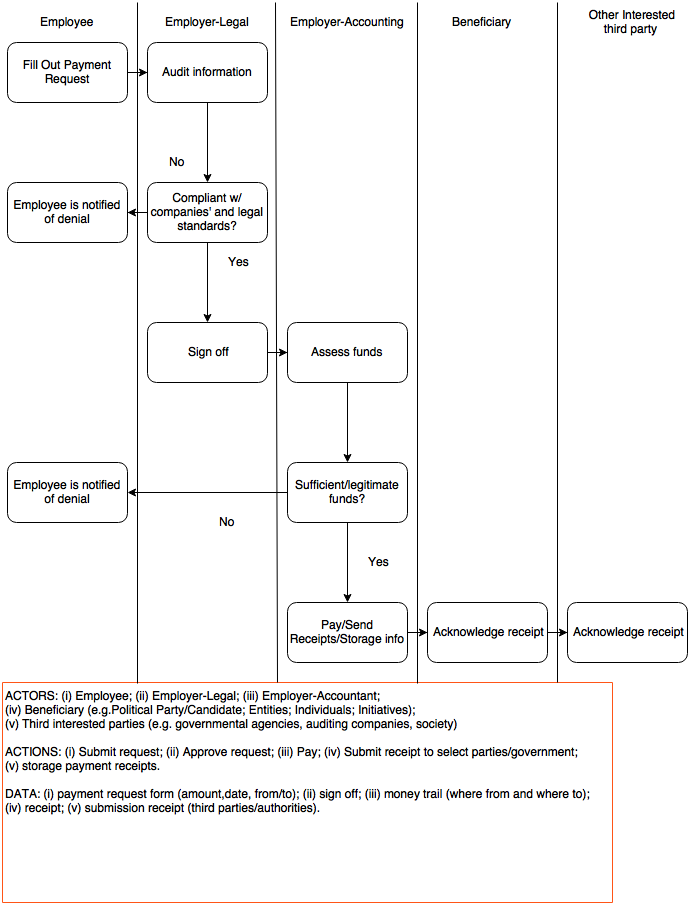 Employee
Employer-Legal
Employer-Accounting
Beneficiary
Other Interested
third party
Fill Out Payment
Request
Audit information
No
Employee is notified
of denial
Compliant w/
companies' and legal
standards?
Yes
Sign off
Assess funds
Employee is notified
of denial
Sufficient/legitimate
funds?
No
Yes
Pay/Send
Receipts/Storage info
Acknowledge receipt
Acknowledge receipt
ACTORS: (i) Employee; (ii) Employer-Legal; (iii) Employer-Accountant;
(iv) Beneficiary (e.g.Political Party/Candidate; Entities; Individuals; Initiatives);
(v) Third interested parties (e.g. governmental agencies, auditing companies, society)
ACTIONS: (i) Submit request; (ii) Approve request; (iii) Pay; (iv) Submit receipt to select parties/government;
(v) storage payment receipts.
DATA: (i) payment request form (amount,date, from/to); (ii) sign off; (iii) money trail (where from and where to);
(iv) receipt; (v) submission receipt (third parties/authorities).